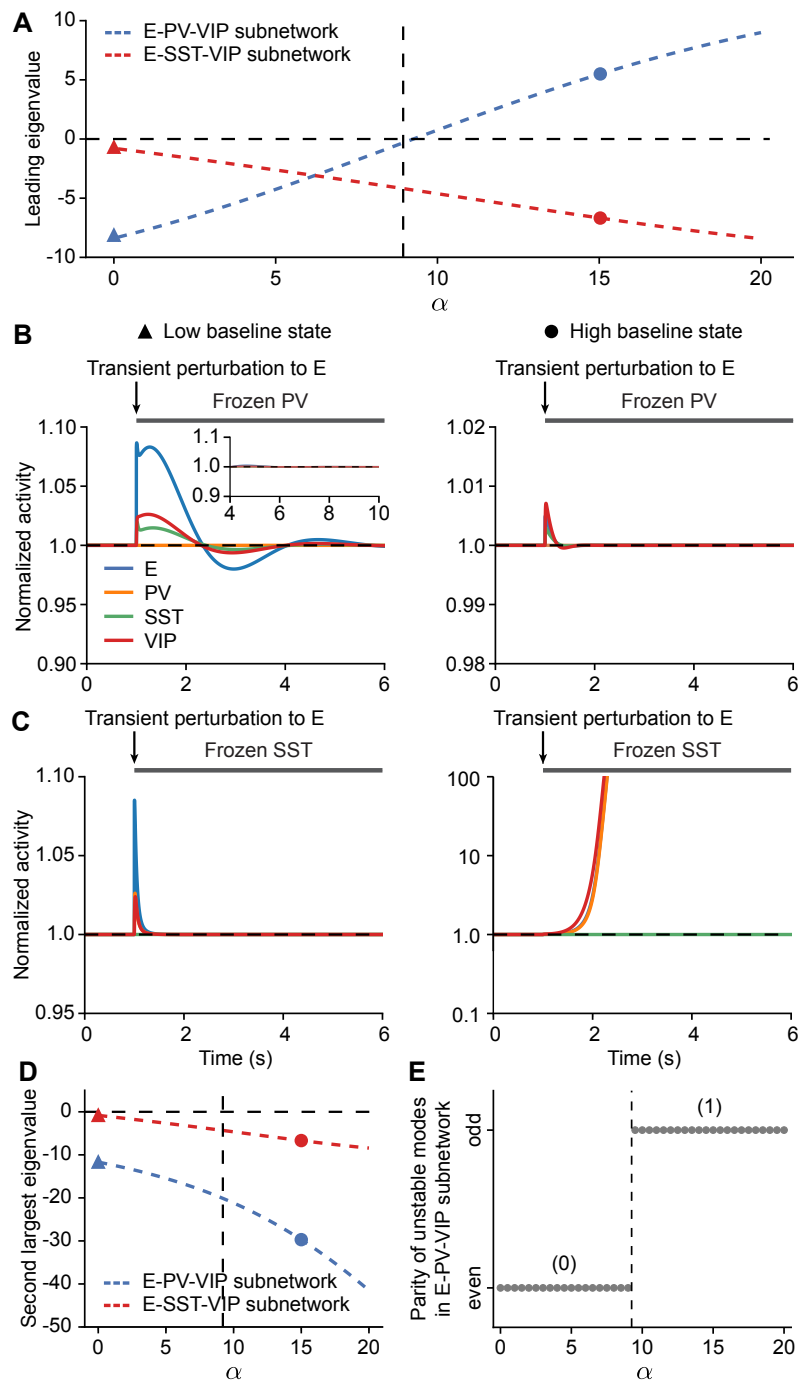 A
E-PV-VIP subnetwork
E-SST-VIP subnetwork
Leading eigenvalue
10
5
0
-5
-10
0
5
10
15
20
α
B
▲ Low baseline state
● High baseline state
Transient perturbation to E
Frozen PV
Normalized activity
1.10
1.05
1.0
0.95
0.90
1.1
1.0
0.9
4
6
8
10
E
PV
SST
VIP
0
2
4
6
Transient perturbation to E
Frozen PV
1.02
1.01
1.0
0.99
0.98
0
2
4
6
C
Transient perturbation to E
Frozen SST
Normalized activity
1.10
1.05
1.0
0.95
0
2
4
6
Time (s)
Transient perturbation to E
Frozen SST
100
10
1.0
0.1
0
2
4
6
Time (s)
D
Second largest eigenvalue
0
-10
-20
-30
-40
-50
E-PV-VIP subnetwork
E-SST-VIP subnetwork
0
5
10
15
20
α
E
Parity of unstable modes
in E-PV-VIP subnetwork
odd
even
(1)
(0)
0
5
10
15
20
α